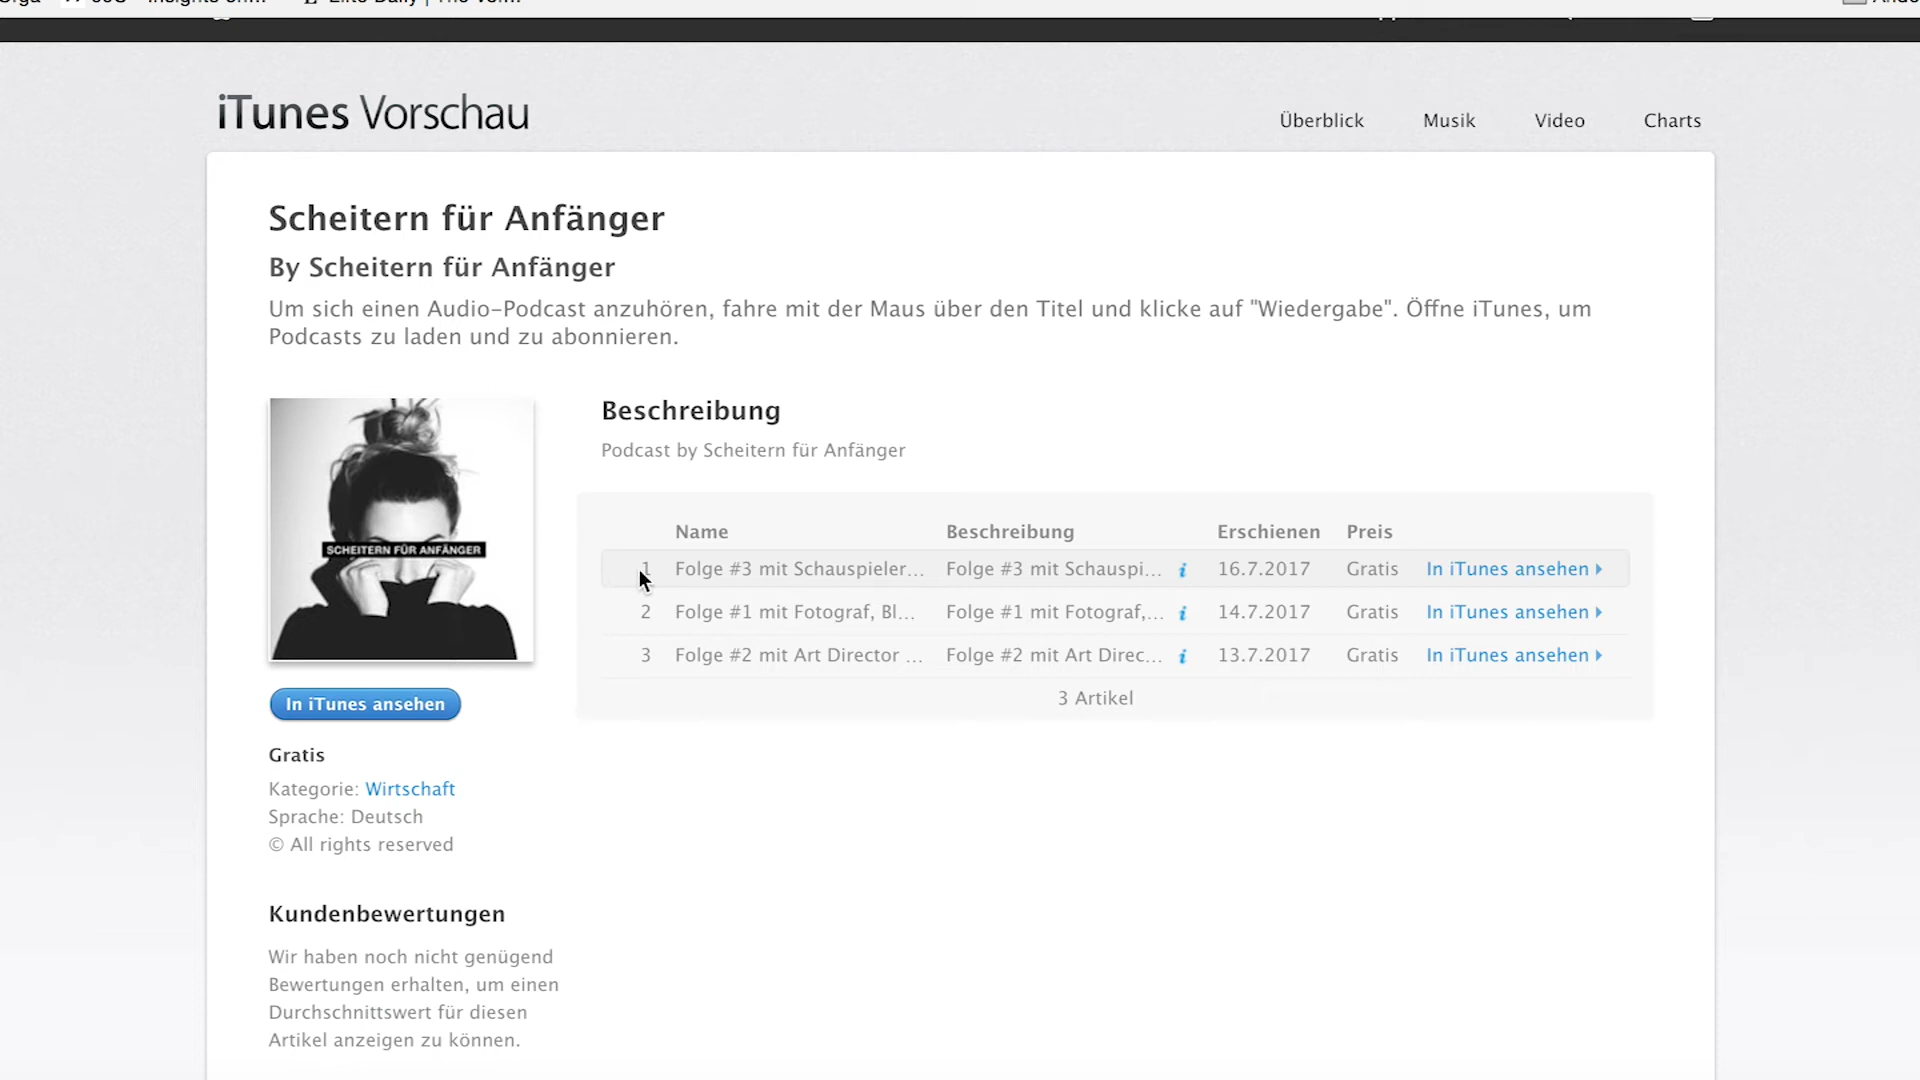 iTunes Vorschau
Überblick Musik Video Charts
Scheitern für Anfänger
By Scheitern für Anfänger
Um sich einen Audio-Podcast anzuhören, fahre mit der Maus über den Titel und klicke auf "Wiedergabe". Öffne iTunes, um
Podcasts zu laden und zu abonnieren.
SCHEITERN FÜR ANFÄNGER
Beschreibung
Podcast by Scheitern für Anfänger
Name Beschreibung Erschienen Preis
1 Folge #3 mit Schauspieler... Folge #3 mit Schauspi... i 16.7.2017 Gratis In iTunes ansehen
2 Folge #1 mit Fotograf, Bl... Folge #1 mit Fotograf,... i 14.7.2017 Gratis In iTunes ansehen
3 Folge #2 mit Art Director ... Folge #2 mit Art Direc... i 13.7.2017 Gratis In iTunes ansehen
3 Artikel
In iTunes ansehen
Gratis
Kategorie: Wirtschaft
Sprache: Deutsch
© All rights reserved
Kundenbewertungen
Wir haben noch nicht genügend
Bewertungen erhalten, um einen
Durchschnittswert für diesen
Artikel anzeigen zu können.